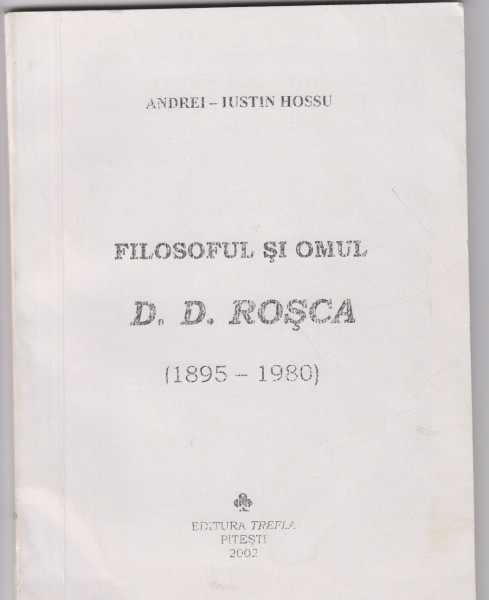 ANDREI – IUSTIN HOSSU
FILOSOFUL ŞI OMUL
D. D. ROŞCA
(1895 – 1980)
EDITURA TREFLA
PITEŞTI
2002